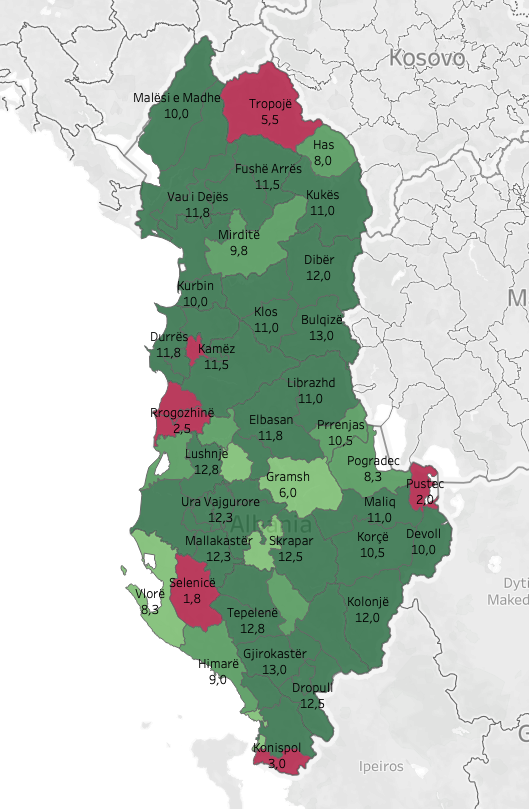 Kosovo
Malësi e Madhe
10,0
Tropojë
5,5
Has
8,0
Fushë Arrës
11,5
Vau i Dejës
11,8
Kukës
11,0
Mirditë
9,8
Dibër
12,0
Kurbin
10,0
M
Klos
11,0
Bulqizë
13,0
Durrës
11,8
Kamëz
11,5
Librazhd
11,0
Rrogozhinë
2,5
Elbasan
11,8
Prrenjas
10,5
Lushnje
12,8
Pogradec
8,3
Gramsh
6,0
Pustec
2,0
Ura Vajgurore
12,3
Maliq
11,0
Albania
Mallakastër
12,3
Skrapar
12,5
Korçë
10,5
Devoll
10,0
Selenicë
1,8
Vlorë
8,3
Dyti
Maked
Kolonjë
12,0
Tepelenë
12,8
Gjirokastër
13,0
Himarë
9,0
Dropull
12,5
G
Konispol
3,0
Ipeiros